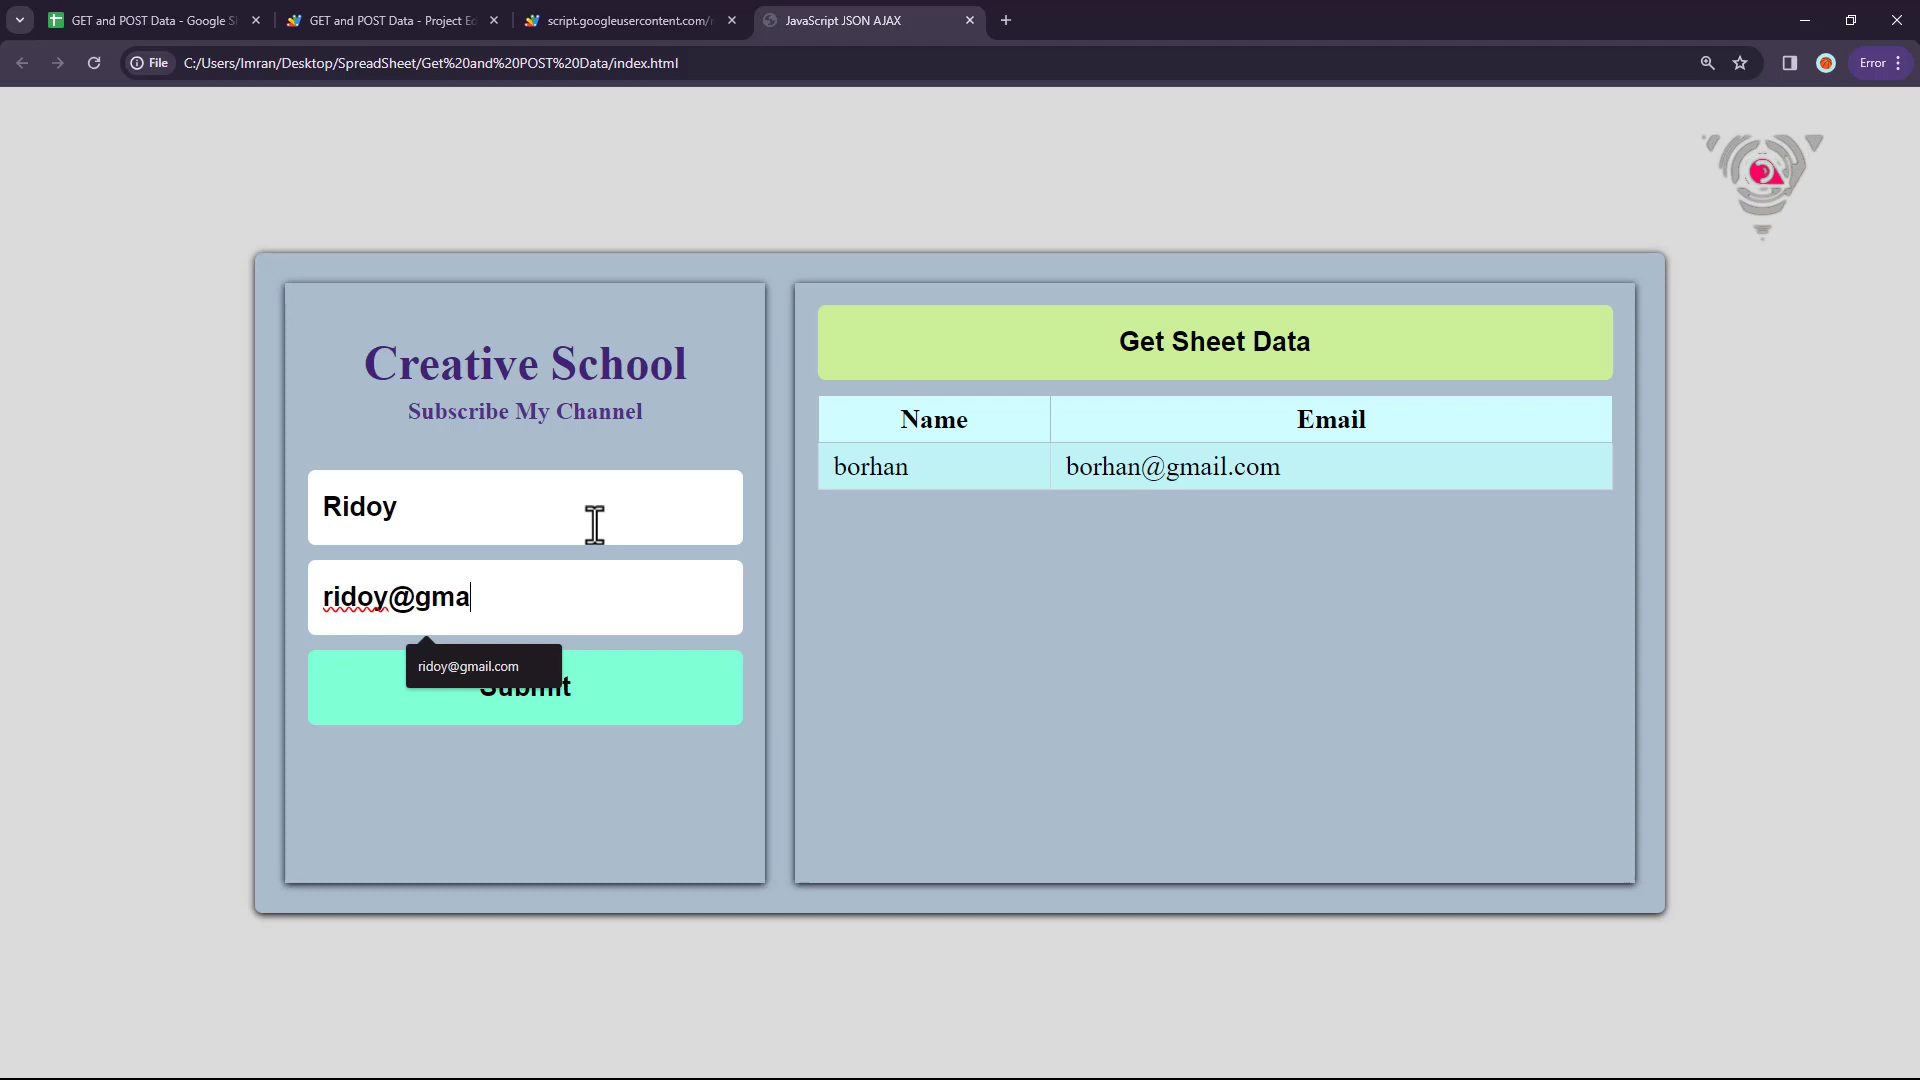 GET and POST Data - Google S
GET and POST Data - Project Ed
script.googleusercontent.com/
JavaScript JSON AJAX
File
C:/Users/Imran/Desktop/SpreadSheet/Get%20and%20POST%20Data/index.html
Error
Creative School
Subscribe My Channel
Ridoy
ridoy@gma
ridoy@gmail.com
Submit
Get Sheet Data
Name Email
borhan borhan@gmail.com